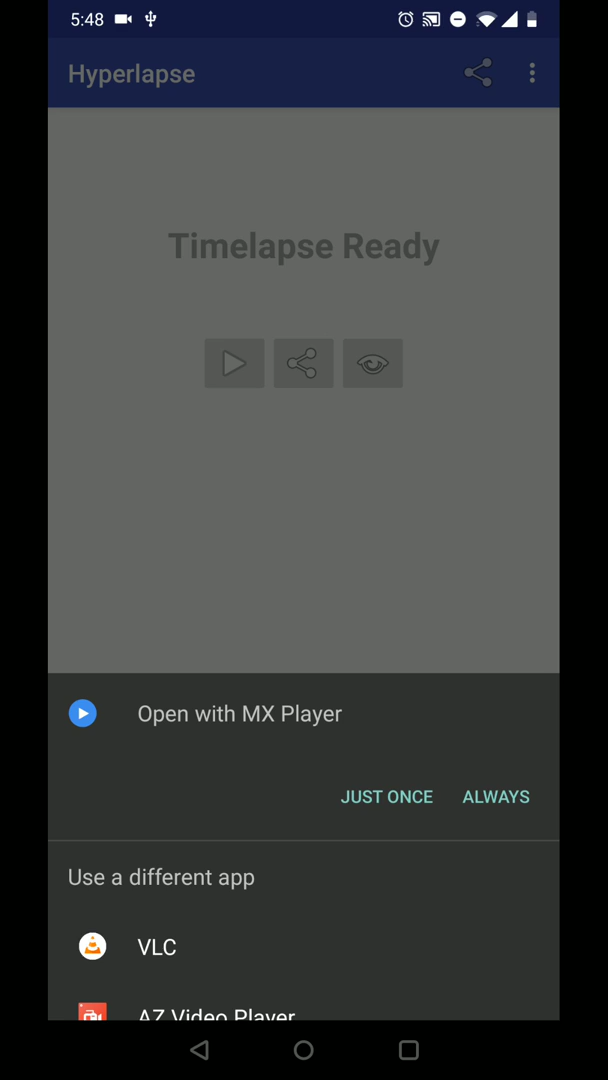 5:48
Hyperlapse
Timelapse Ready
Open with MX Player
JUST ONCE ALWAYS
Use a different app
VLC
AZ Video Player